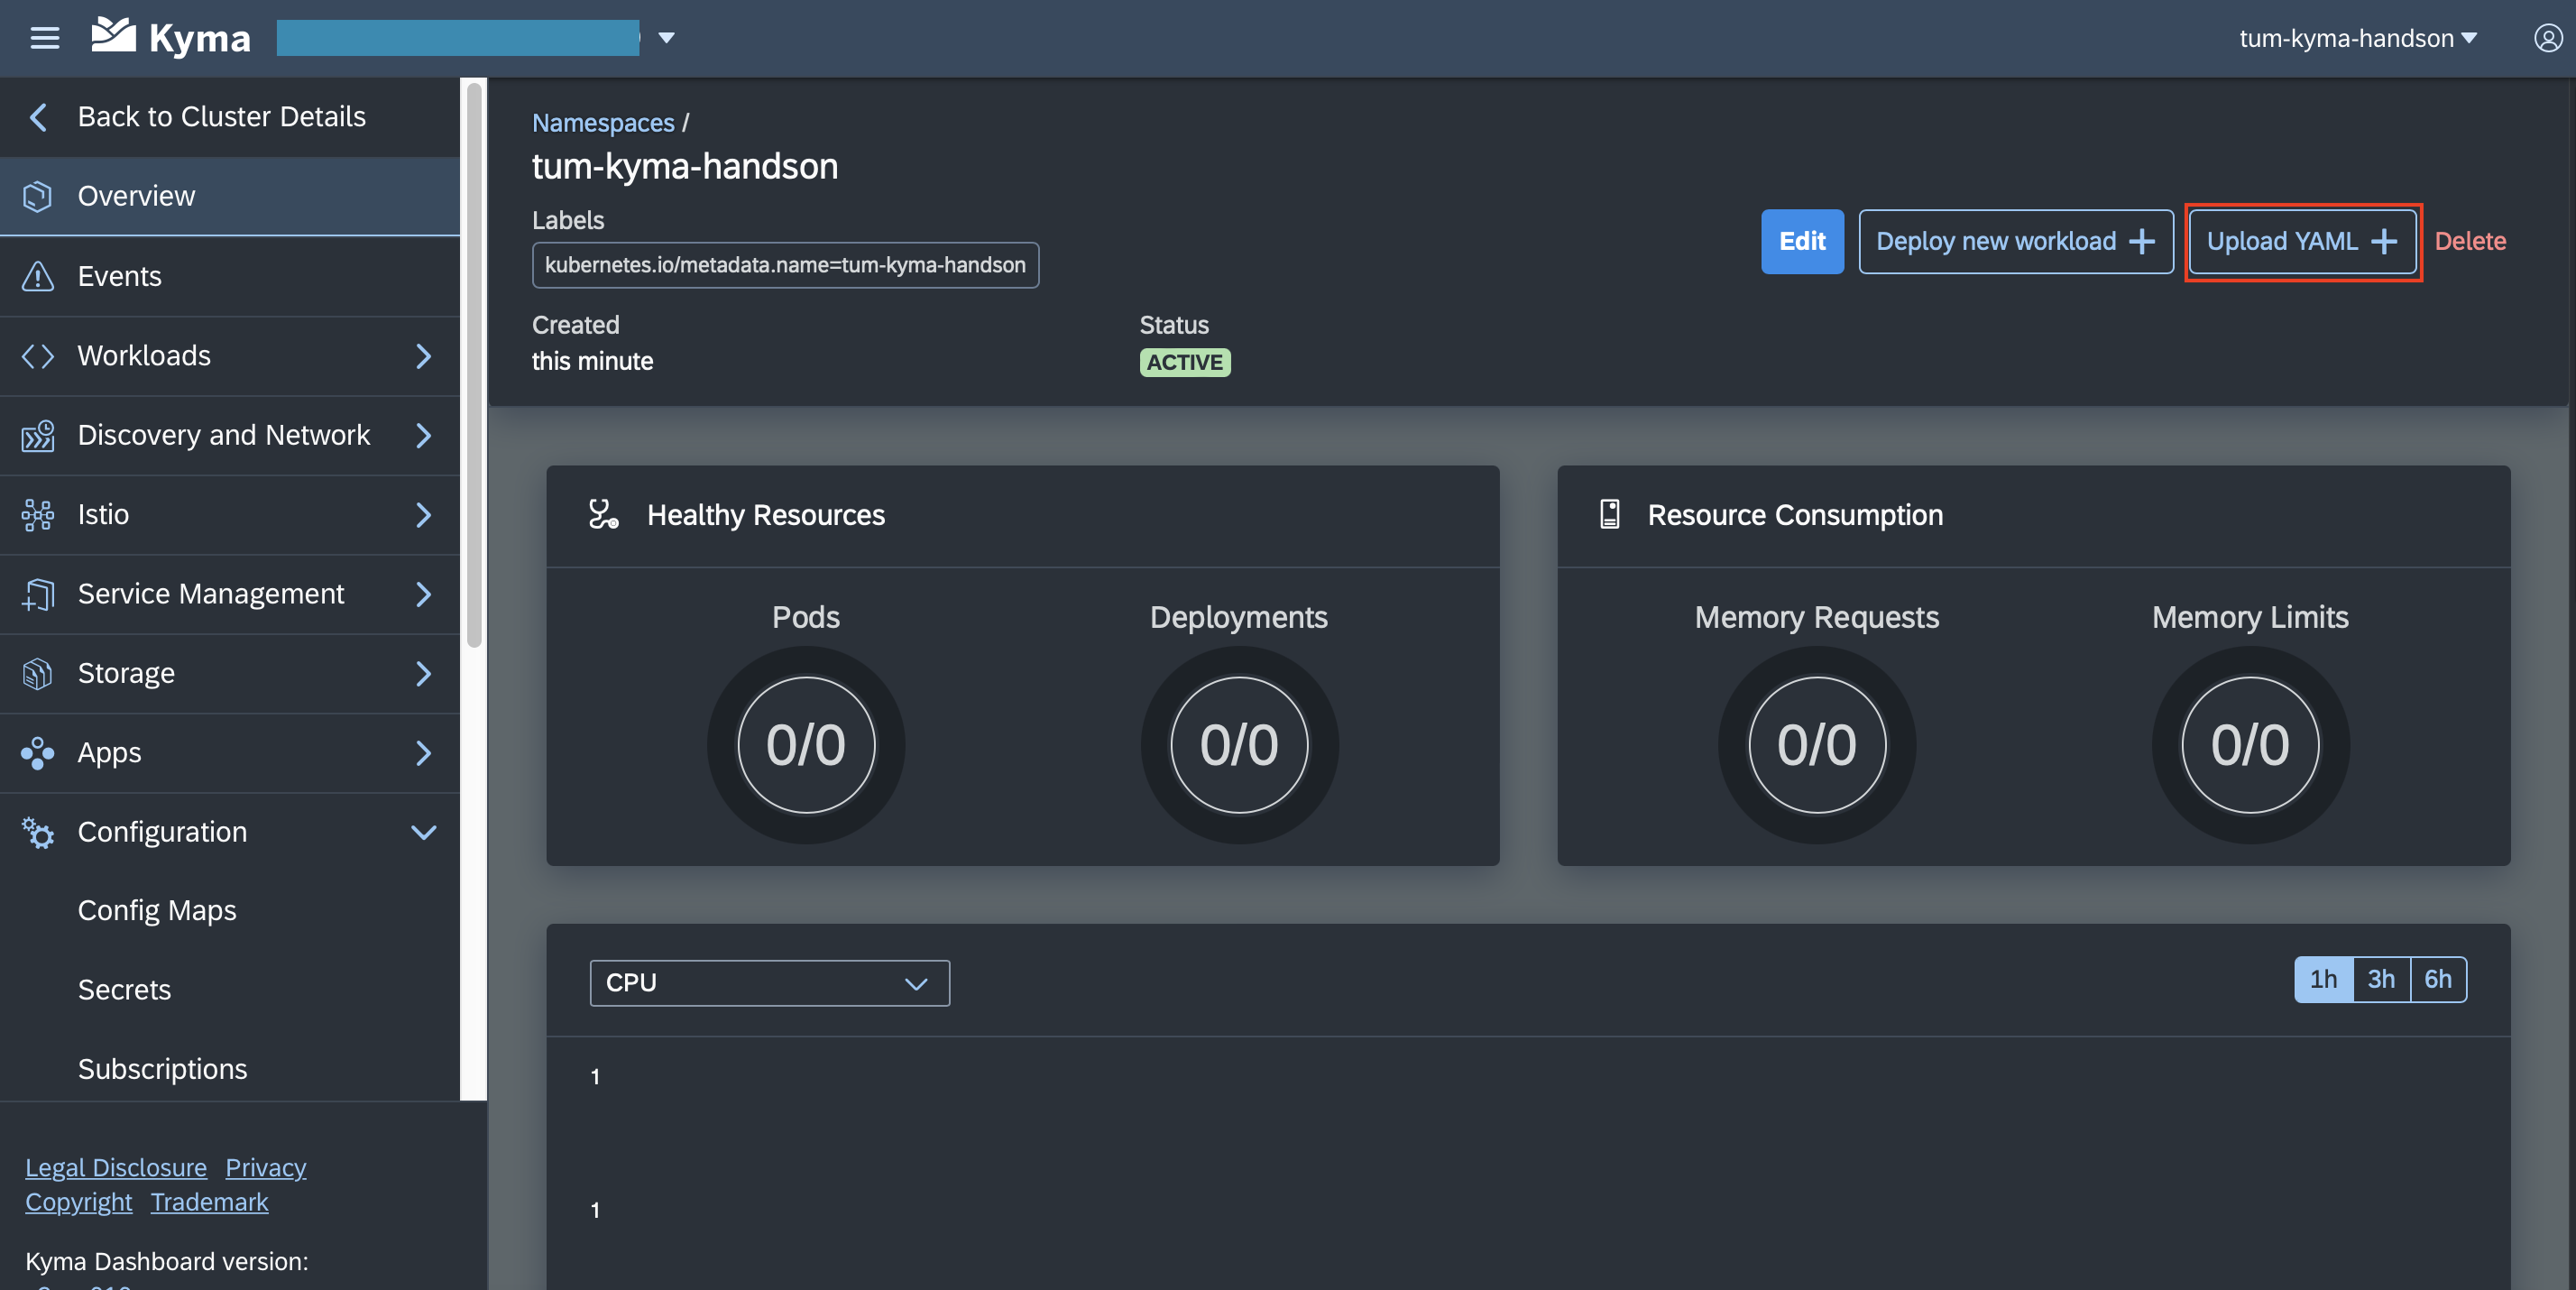 Kyma
tum-kyma-handson
Back to Cluster Details
Overview
Events
Workloads
Discovery and Network
Istio
Service Management
Storage
Apps
Configuration
Config Maps
Secrets
Subscriptions
Legal Disclosure Privacy
Copyright Trademark
Kyma Dashboard version:
Namespaces /
tum-kyma-handson
Labels
kubernetes.io/metadata.name=tum-kyma-handson
Edit Deploy new workload + Upload YAML + Delete
Created
this minute
Status
ACTIVE
Healthy Resources
Pods Deployments
0/0 0/0
Resource Consumption
Memory Requests Memory Limits
0/0 0/0
CPU
1h 3h 6h
1
1